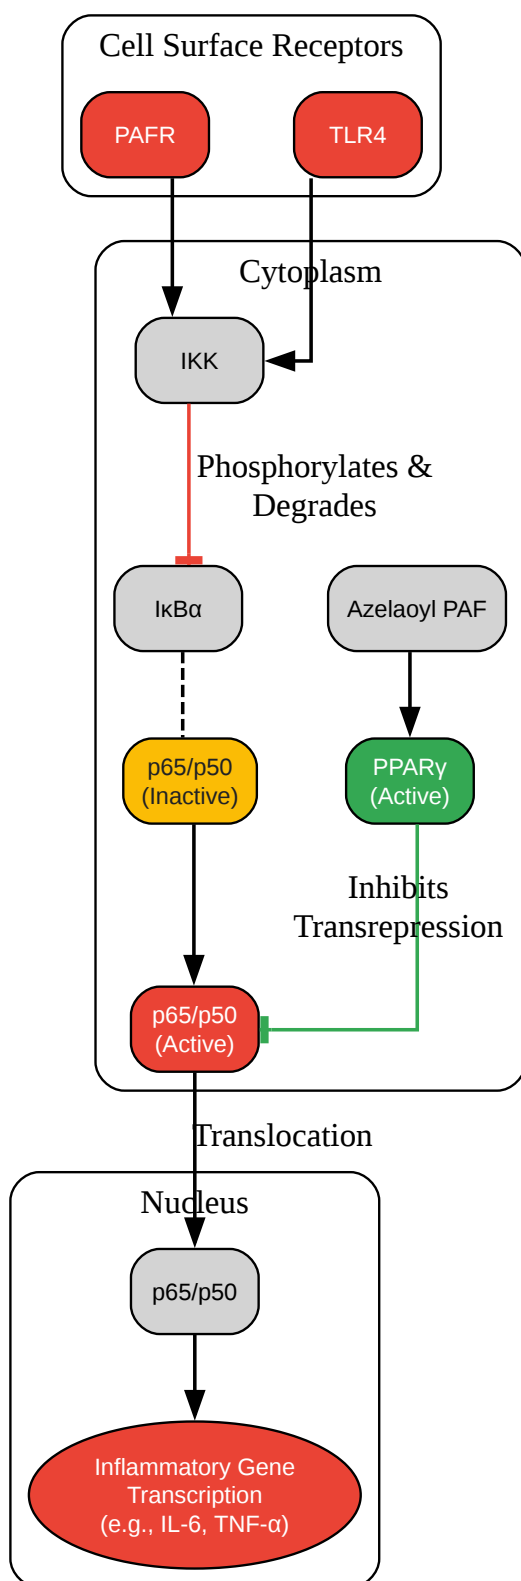 Cell Surface Receptors
PAFR
TLR4
Cytoplasm
IKK
Phosphorylates &
Degrades
IκBα
Azelaoyl PAF
p65/p50
(Inactive)
PPARγ
(Active)
Inhibits
Transrepression
p65/p50
(Active)
Translocation
Nucleus
p65/p50
Inflammatory Gene
Transcription
(e.g., IL-6, TNF-α)